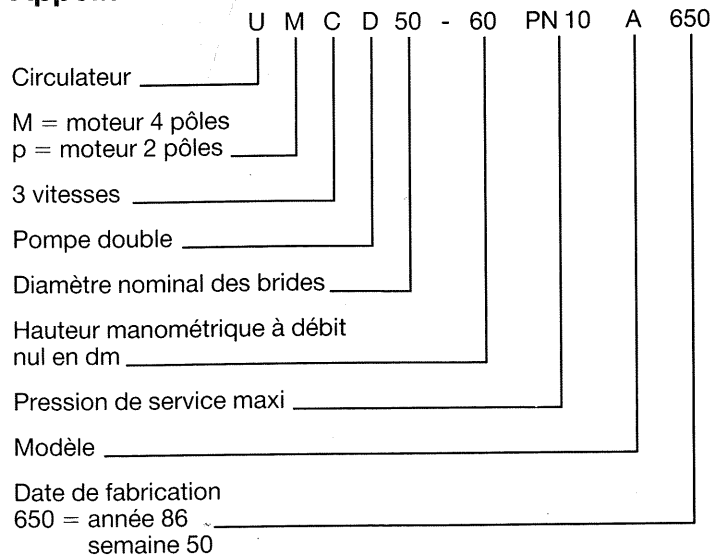 U M C D 50 - 60 PN 10 A 650
Circulateur
M = moteur 4 pôles
p = moteur 2 pôles
3 vitesses
Pompe double
Diamètre nominal des brides
Hauteur manométrique à débit
nul en dm
Pression de service maxi
Modèle
Date de fabrication
650 = année 86
semaine 50